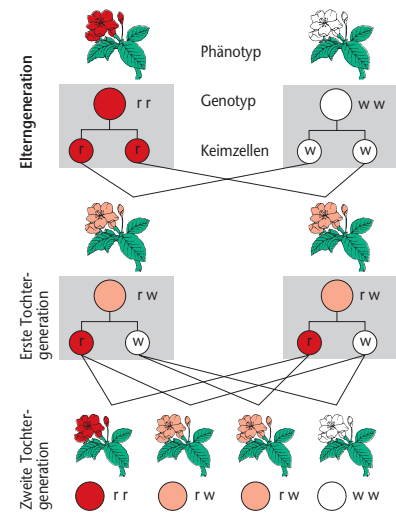 Elterngeneration
Phänotyp
r r
Genotyp
w w
r
r
Keimzellen
w
w
Erste Tochter-
generation
r w
r w
r
w
r
w
Zweite Tochter-
generation
r r
r w
r w
w w